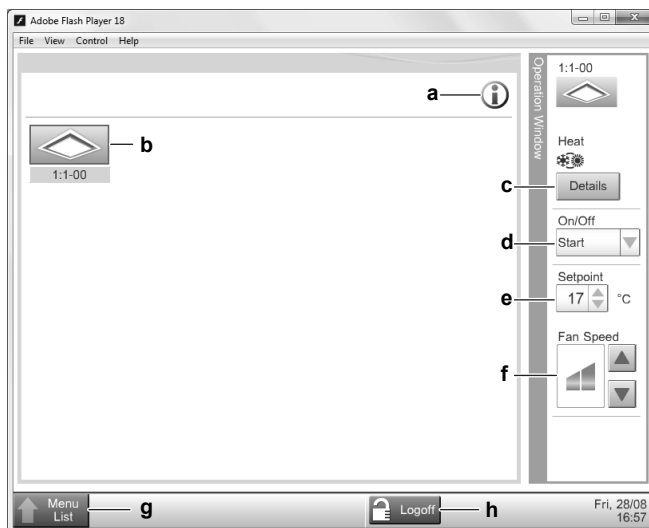 Adobe Flash Player 18
File View Control Help
a
b
1:1-00
Operation Window
1:1-00
Heat
c
Details
On/Off
d
Start
Setpoint
e
17 °C
Fan Speed
f
Menu
List
g
Logoff
h
Fri, 28/08
16:57